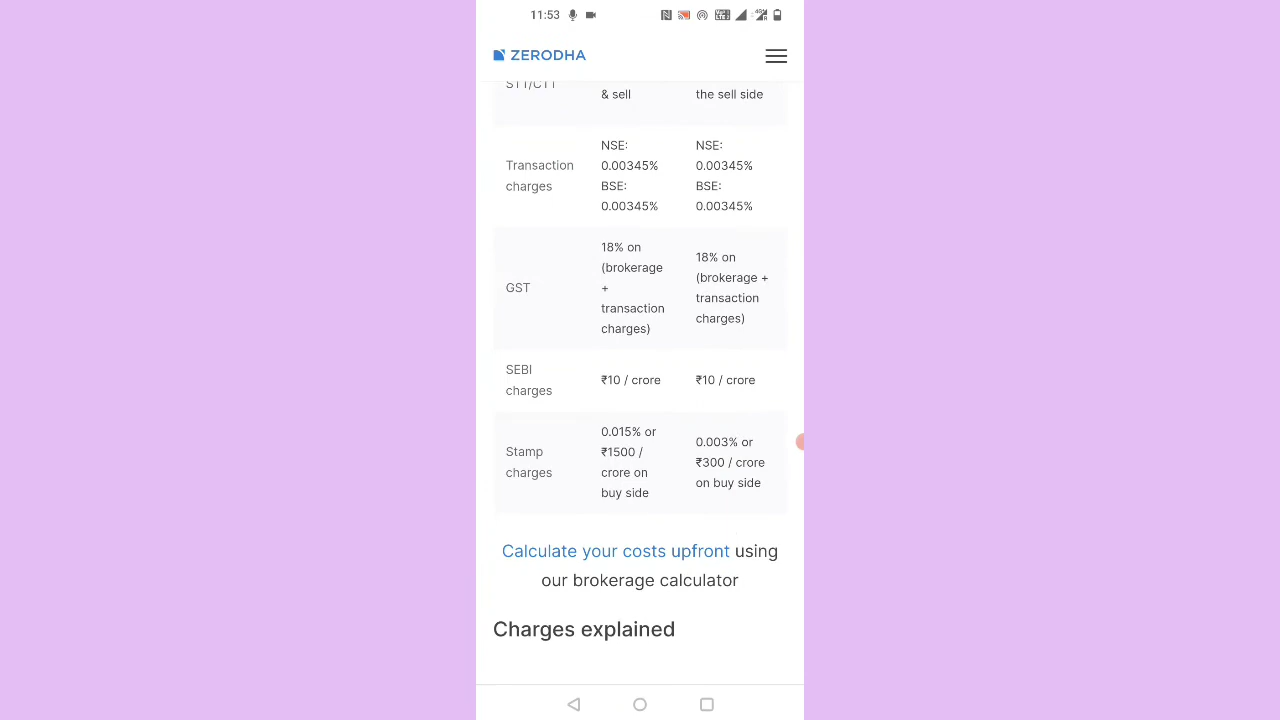 11:53
ZERODHA
STT/CTT
& sell
the sell side
Transaction
charges
NSE:
0.00345%
BSE:
0.00345%
NSE:
0.00345%
BSE:
0.00345%
GST
18% on
(brokerage
+
transaction
charges)
18% on
(brokerage +
transaction
charges)
SEBI
charges
₹10 / crore
₹10 / crore
Stamp
charges
0.015% or
₹1500 /
crore on
buy side
0.003% or
₹300 / crore
on buy side
Calculate your costs upfront using
our brokerage calculator
Charges explained